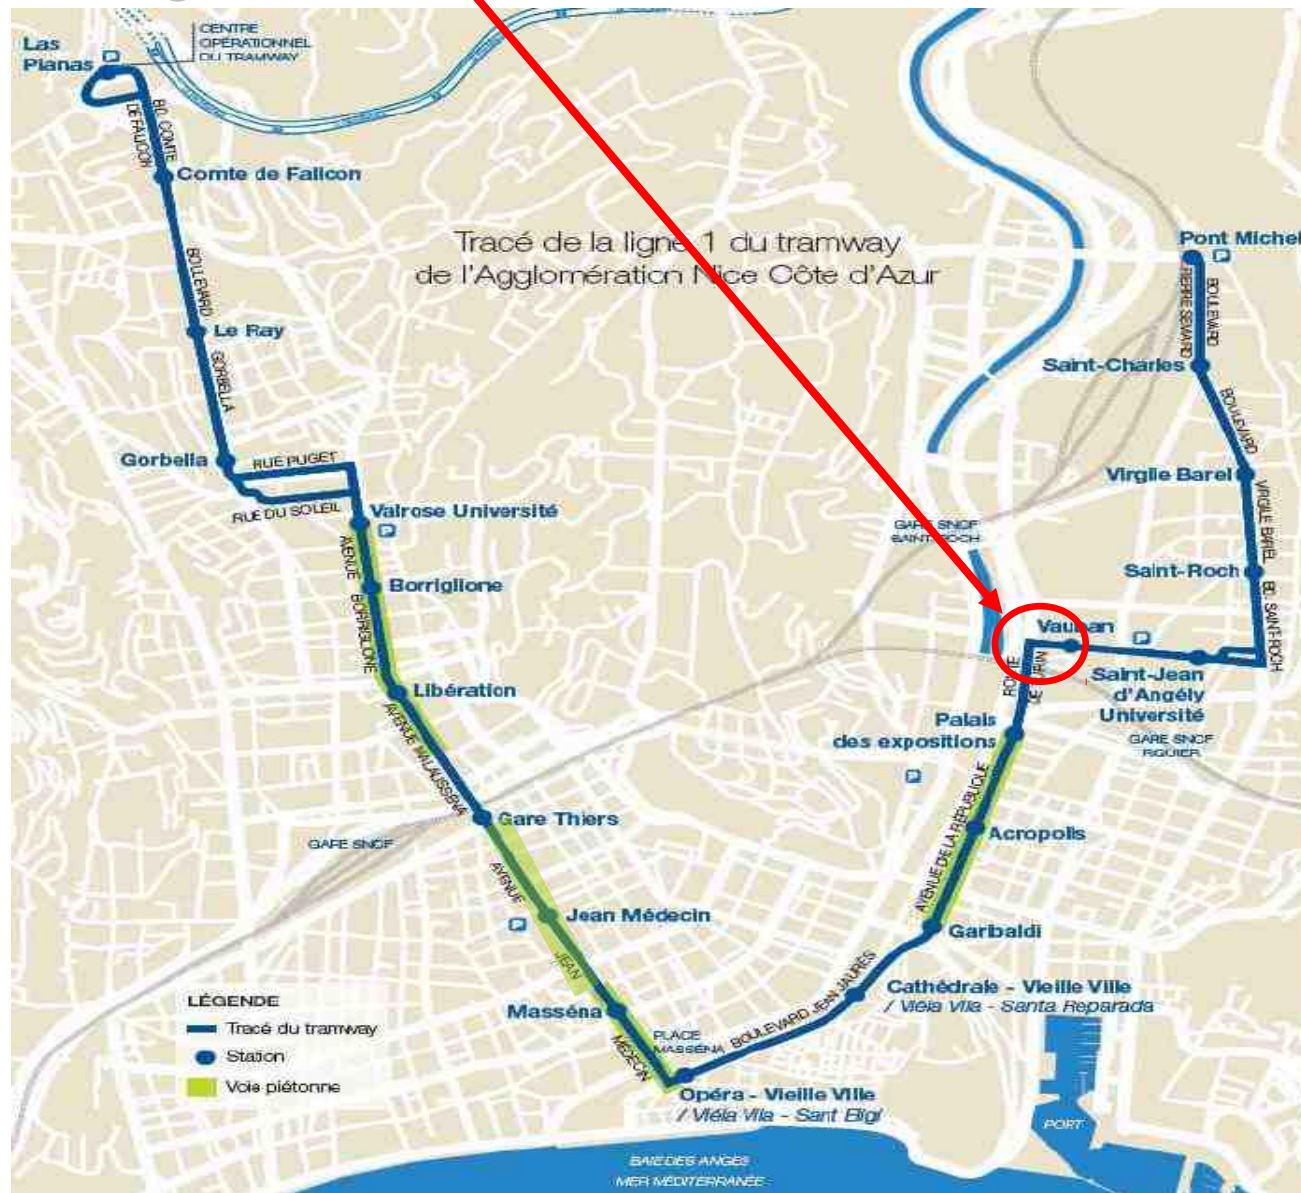 CENTRE
OPÉRATIONNEL
DU TRAMWAY
Las
Planas
P
BD. COMTE
DE FALICON
Comte de Falicon
Tracé de la ligne 1 du tramway
de l'Agglomération Nice Côte d'Azur
Pont Michel
P
BOULEVARD
PIERRE SEMARD
BOULEVARD
GORBELLA
Le Ray
Saint-Charles
BOULEVARD
VIRGILE BAREL
Gorbella
RUE PUGET
RUE DU SOLEIL
Virgile Barel
Valrose Université
P
GARE SNCF
SAINT-ROCH
AVENUE
BORRIGLIONE
Borriglione
Saint-Roch
BD. SAINT-ROCH
Vauban
P
ROUTE
DE TURIN
Saint-Jean
d'Angély
Université
Libération
AVENUE MALAUSSENA
Palais
des expositions
P
GARE SNCF
RIQUIER
Gare Thiers
GARE SNCF
Acropolis
AVENUE DE LA RÉPUBLIQUE
AVENUE
JEAN
MÉDECIN
Jean Médecin
P
Garibaldi
Cathédrale - Vieille Ville
/ Vièla Vila - Santa Reparada
BOULEVARD JEAN JAURÈS
LÉGENDE
Tracé du tramway
Station
Voie piétonne
Masséna
PLACE
MASSÉNA
Opéra - Vieille Ville
/ Vièla Vila - Sant Eligi
PORT
BAIE DES ANGES
MER MÉDITERRANÉE